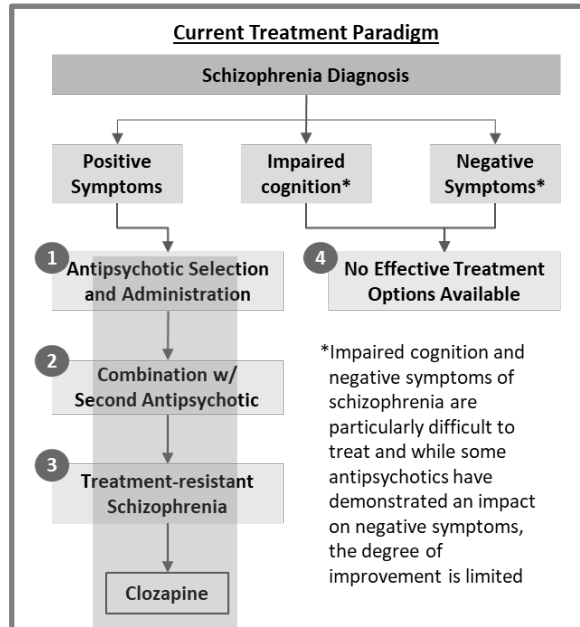 Current Treatment Paradigm
Schizophrenia Diagnosis
Positive
Symptoms
Impaired
cognition*
Negative
Symptoms*
1
Antipsychotic Selection
and Administration
4
No Effective Treatment
Options Available
2
Combination w/
Second Antipsychotic
3
Treatment-resistant
Schizophrenia
Clozapine
*Impaired cognition and
negative symptoms of
schizophrenia are
particularly difficult to
treat and while some
antipsychotics have
demonstrated an impact
on negative symptoms,
the degree of
improvement is limited